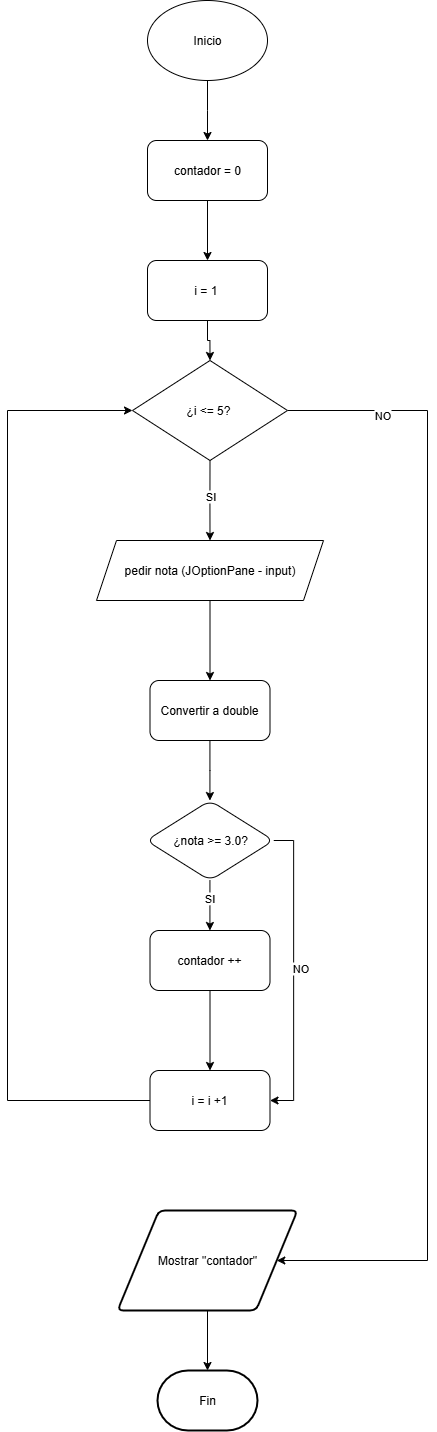 Inicio
contador = 0
i = 1
¿i <= 5?
NO
SI
pedir nota (JOptionPane - input)
Convertir a double
¿nota >= 3.0?
SI
contador ++
NO
i = i +1
Mostrar "contador"
Fin